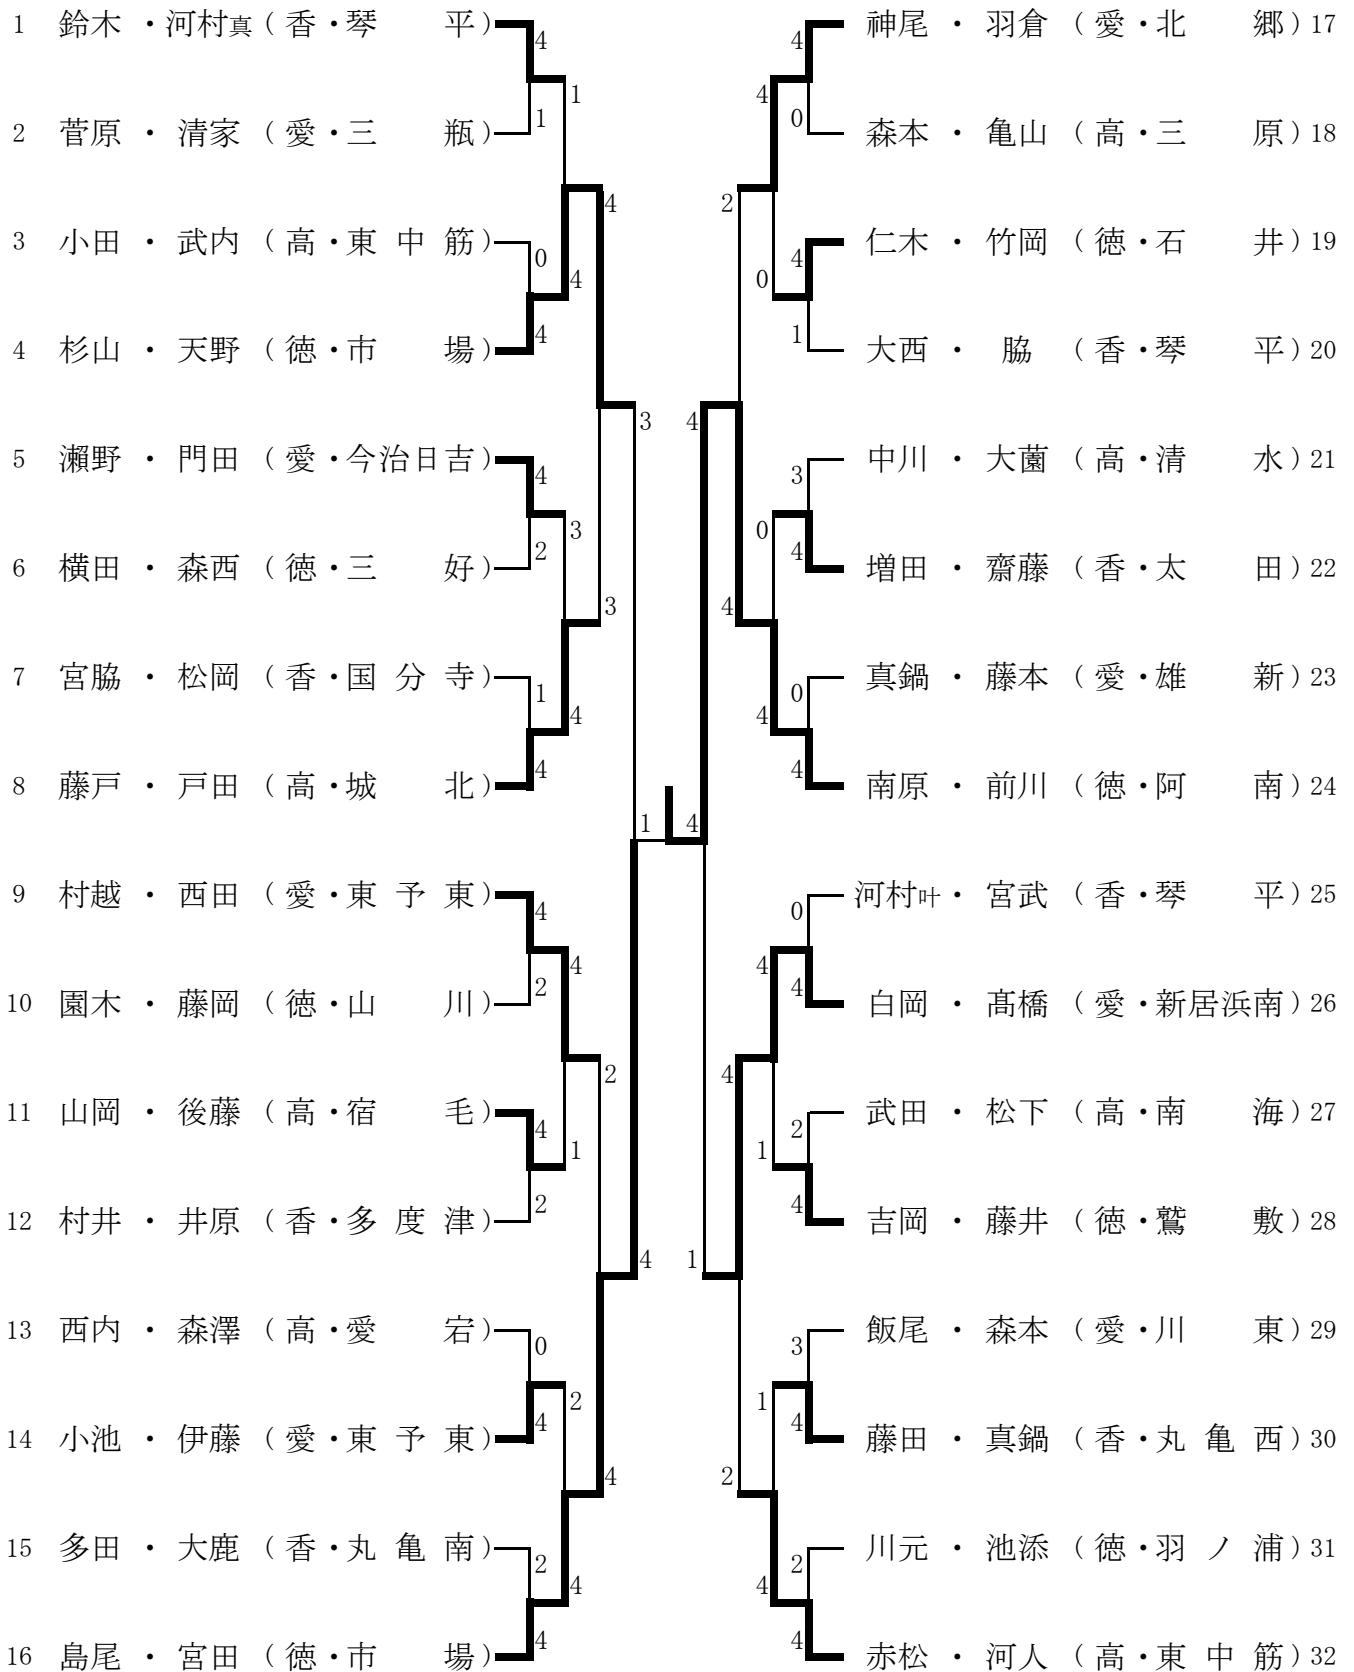 1 鈴木 ・河村真 ( 香・琴 平 )
4
1
1
2 菅原 ・ 清家 ( 愛・三 瓶 )
4
3 小田 ・ 武内 ( 高・東 中 筋 )
0
4
4
4 杉山 ・ 天野 ( 徳・市 場 )
3
5 瀬野 ・ 門田 ( 愛・今治日吉 )
4
3
2
6 横田 ・ 森西 ( 徳・三 好 )
3
7 宮脇 ・ 松岡 ( 香・国 分 寺 )
1
4
4
8 藤戸 ・ 戸田 ( 高・城 北 )
1
9 村越 ・ 西田 ( 愛・東 予 東 )
4
4
2
10 園木 ・ 藤岡 ( 徳・山 川 )
2
11 山岡 ・ 後藤 ( 高・宿 毛 )
4
1
2
12 村井 ・ 井原 ( 香・多 度 津 )
4
13 西内 ・ 森澤 ( 高・愛 宕 )
0
2
4
14 小池 ・ 伊藤 ( 愛・東 予 東 )
4
15 多田 ・ 大鹿 ( 香・丸 亀 南 )
2
4
4
16 島尾 ・ 宮田 ( 徳・市 場 )
神尾 ・ 羽倉 ( 愛・北 郷 ) 17
4
4
0
森本 ・ 亀山 ( 高・三 原 ) 18
2
仁木 ・ 竹岡 ( 徳・石 井 ) 19
4
0
1
大西 ・ 脇 ( 香・琴 平 ) 20
4
中川 ・ 大薗 ( 高・清 水 ) 21
3
0
4
増田 ・ 齋藤 ( 香・太 田 ) 22
4
真鍋 ・ 藤本 ( 愛・雄 新 ) 23
0
4
4
南原 ・ 前川 ( 徳・阿 南 ) 24
4
河村叶・ 宮武 ( 香・琴 平 ) 25
0
4
4
白岡 ・ 髙橋 ( 愛・新居浜南 ) 26
4
武田 ・ 松下 ( 高・南 海 ) 27
2
1
4
吉岡 ・ 藤井 ( 徳・鷲 敷 ) 28
1
飯尾 ・ 森本 ( 愛・川 東 ) 29
3
1
4
藤田 ・ 真鍋 ( 香・丸 亀 西 ) 30
2
川元 ・ 池添 ( 徳・羽 ノ 浦 ) 31
2
4
4
赤松 ・ 河人 ( 高・東 中 筋 ) 32